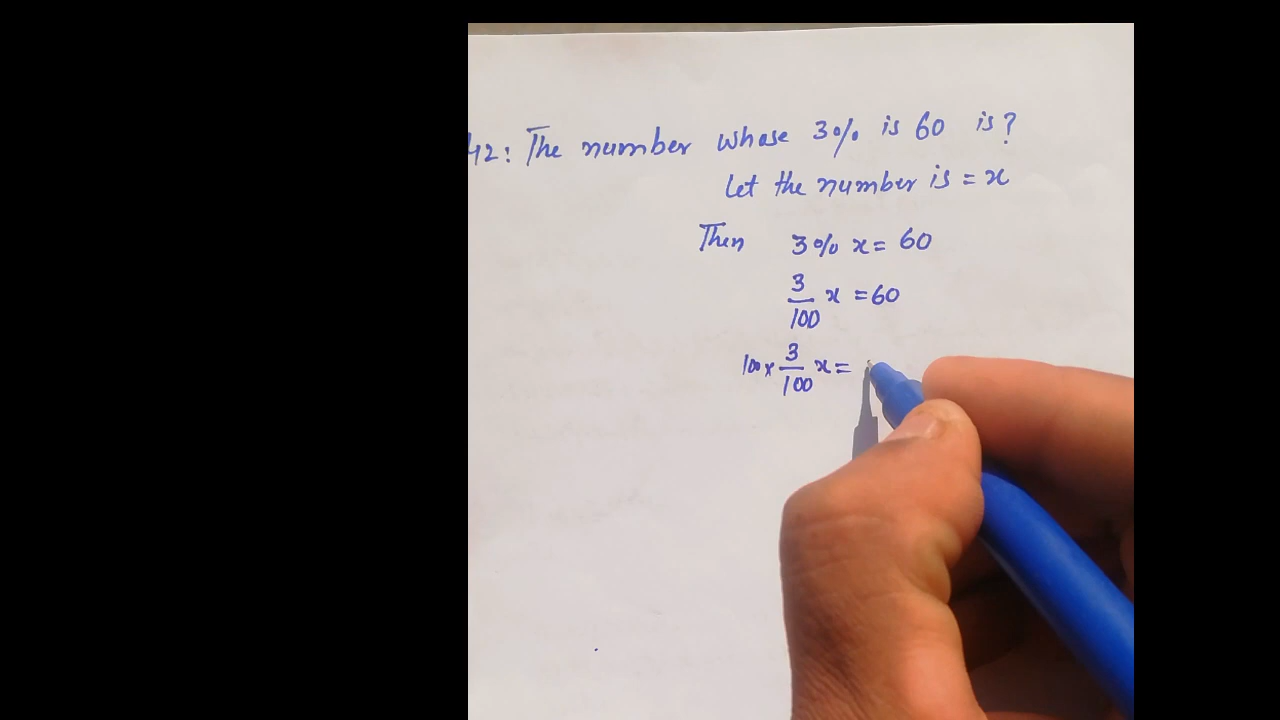 42: The number whose 3% is 60 is?
Let the number is = x
Then 3% x = 60
3/100 x = 60
100 x 3/100 x =